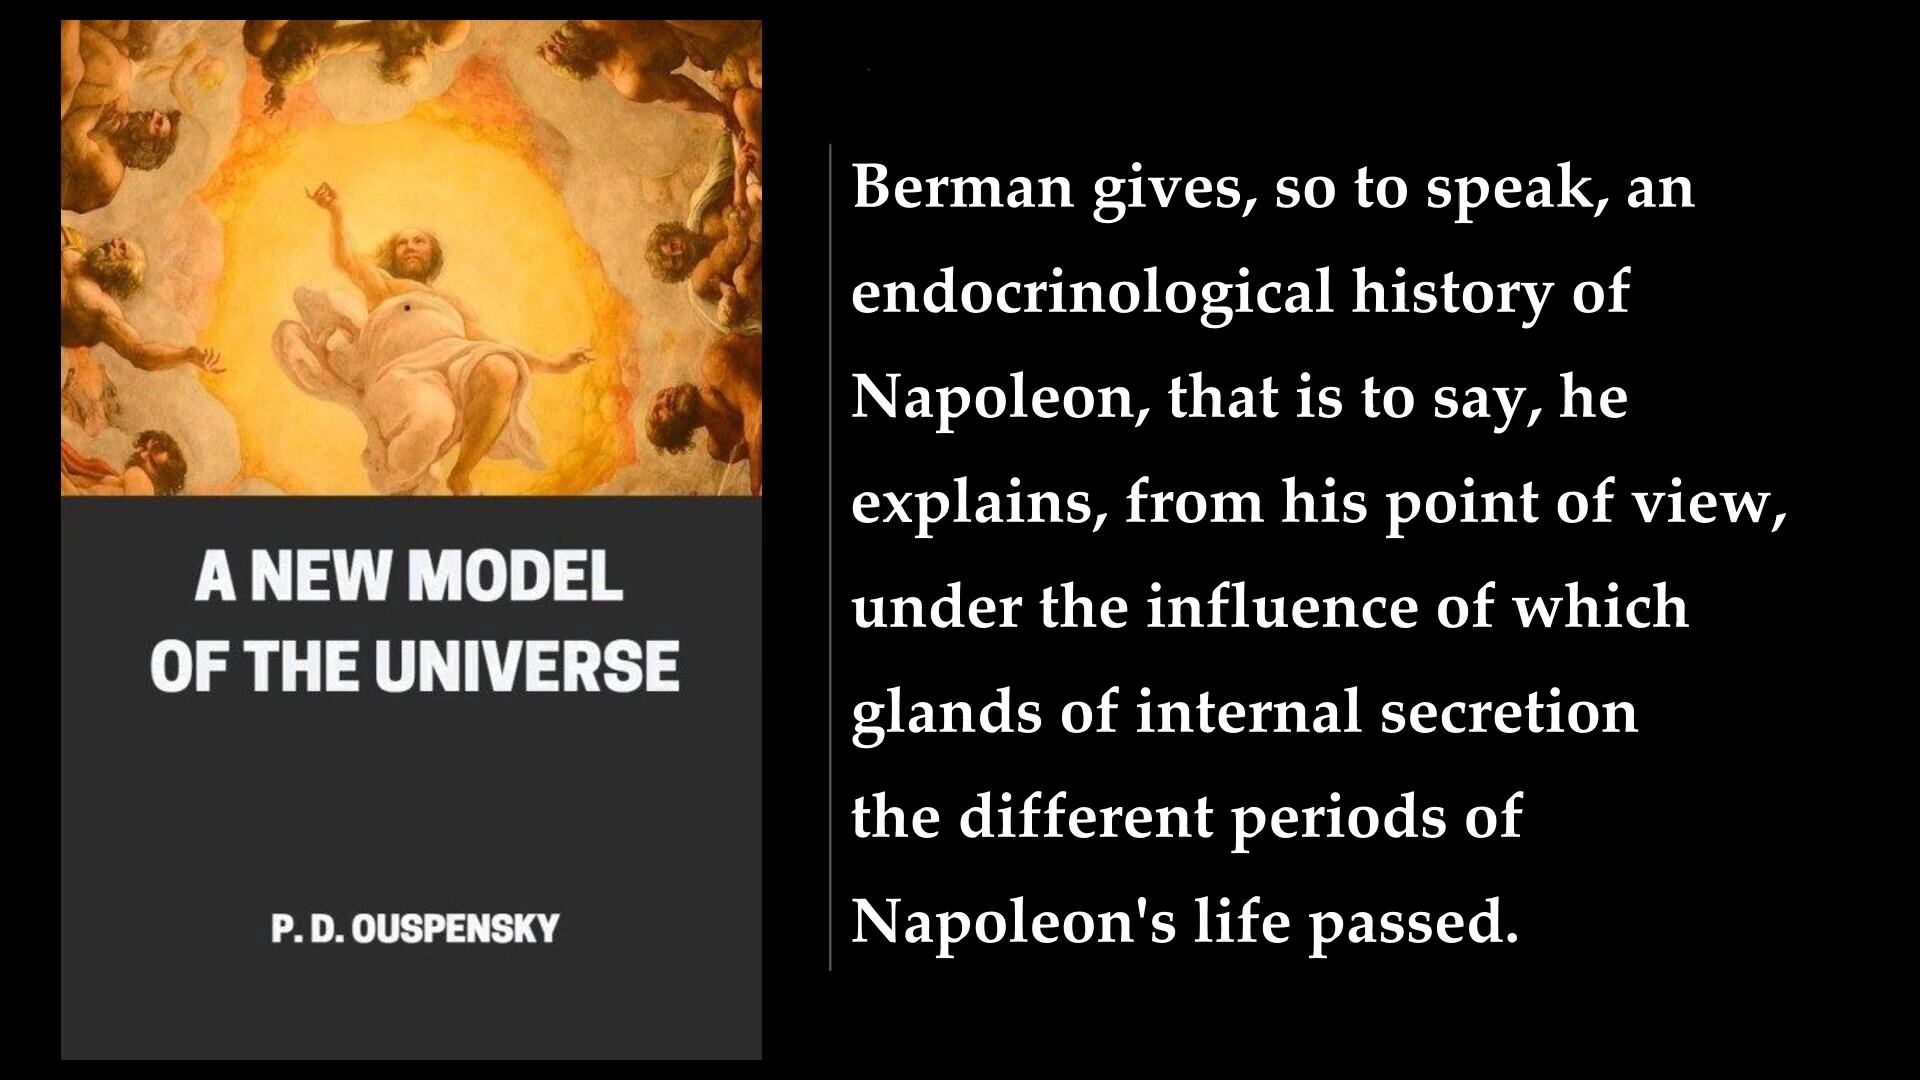 A NEW MODEL
OF THE UNIVERSE
P. D. OUSPENSKY
Berman gives, so to speak, an
endocrinological history of
Napoleon, that is to say, he
explains, from his point of view,
under the influence of which
glands of internal secretion
the different periods of
Napoleon's life passed.